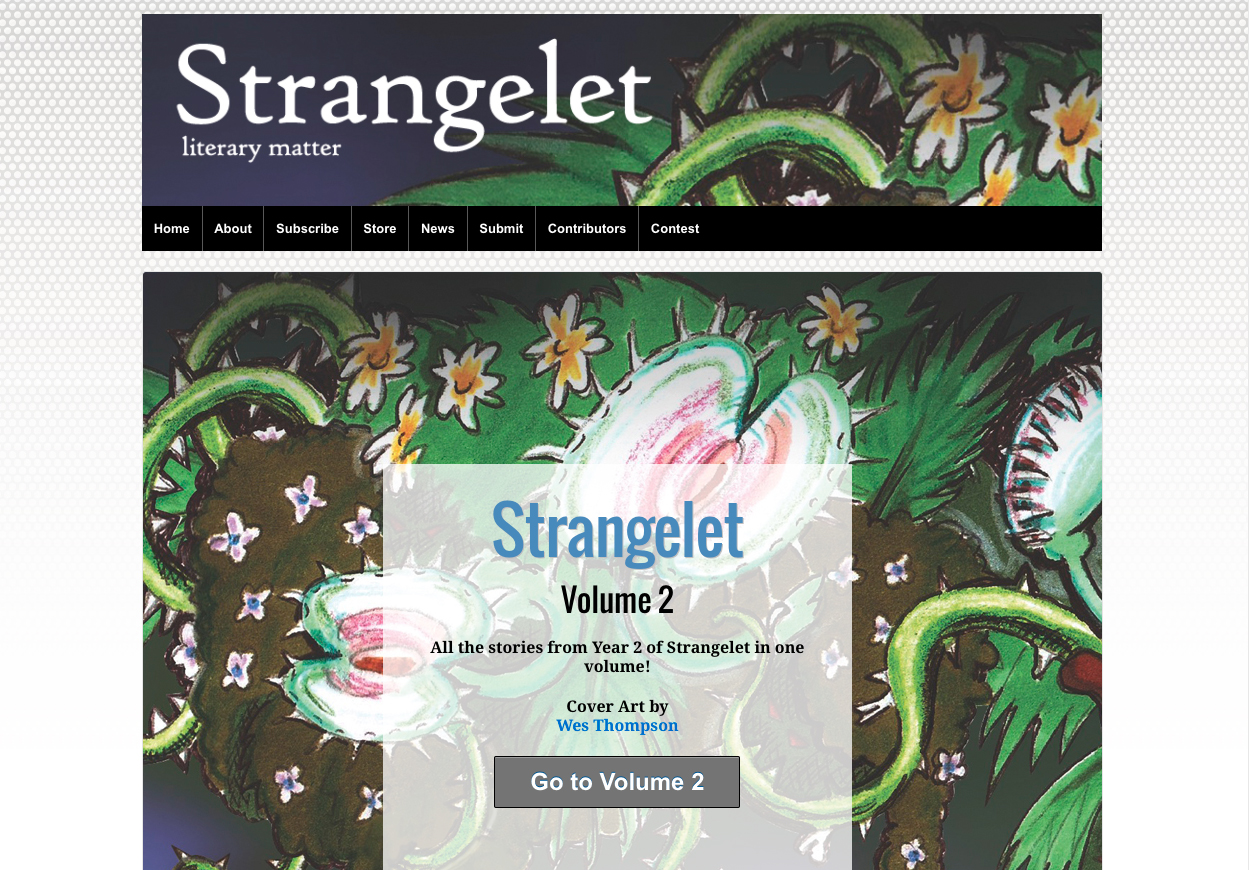 Strangelet
literary matter
Home
About
Subscribe
Store
News
Submit
Contributors
Contest
Strangelet
Volume 2
All the stories from Year 2 of Strangelet in one
volume!
Cover Art by
Wes Thompson
Go to Volume 2